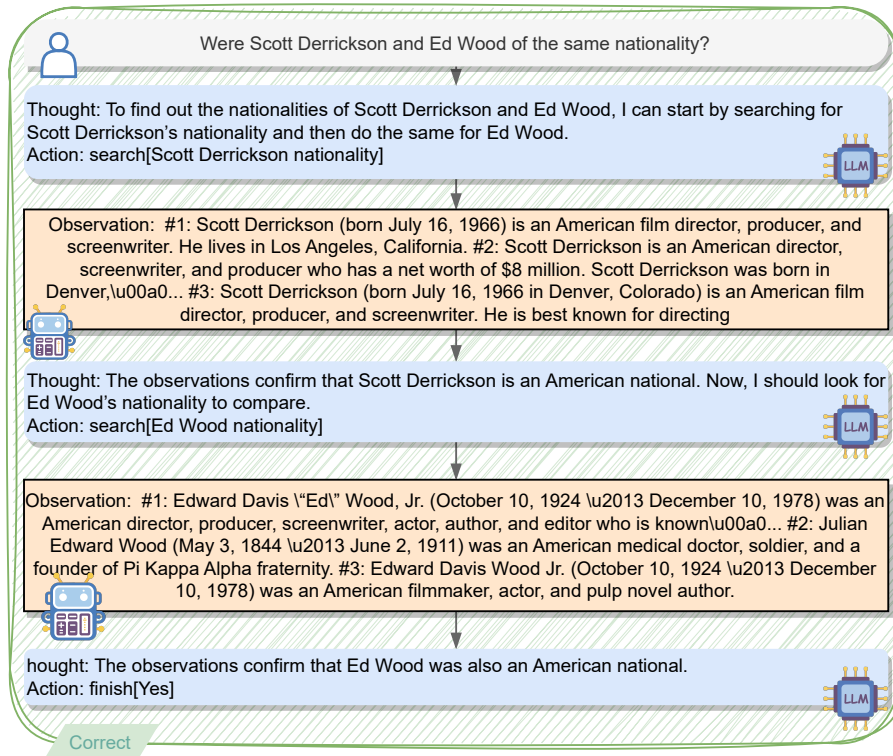 Were Scott Derrickson and Ed Wood of the same nationality?
Thought: To find out the nationalities of Scott Derrickson and Ed Wood, I can start by searching for
Scott Derrickson’s nationality and then do the same for Ed Wood.
Action: search[Scott Derrickson nationality]
LLM
Observation:  #1: Scott Derrickson (born July 16, 1966) is an American film director, producer, and
screenwriter. He lives in Los Angeles, California. #2: Scott Derrickson is an American director,
screenwriter, and producer who has a net worth of $8 million. Scott Derrickson was born in
Denver,\u00a0... #3: Scott Derrickson (born July 16, 1966 in Denver, Colorado) is an American film
director, producer, and screenwriter. He is best known for directing
Thought: The observations confirm that Scott Derrickson is an American national. Now, I should look for
Ed Wood’s nationality to compare.
Action: search[Ed Wood nationality]
LLM
Observation:  #1: Edward Davis \“Ed\” Wood, Jr. (October 10, 1924 \u2013 December 10, 1978) was an
American director, producer, screenwriter, actor, author, and editor who is known\u00a0... #2: Julian
Edward Wood (May 3, 1844 \u2013 June 2, 1911) was an American medical doctor, soldier, and a
founder of Pi Kappa Alpha fraternity. #3: Edward Davis Wood Jr. (October 10, 1924 \u2013 December
10, 1978) was an American filmmaker, actor, and pulp novel author.
hought: The observations confirm that Ed Wood was also an American national.
Action: finish[Yes]
LLM
Correct